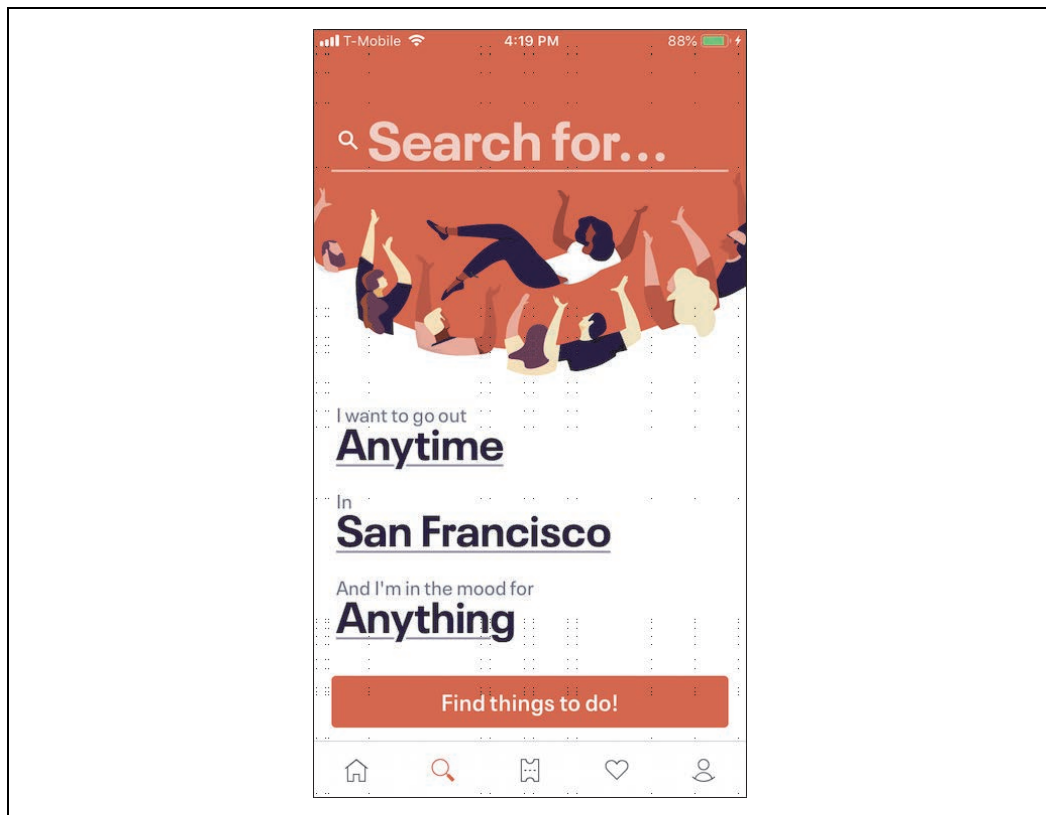 T-Mobile 4:19 PM 88%
Search for...
I want to go out
Anytime
In
San Francisco
And I'm in the mood for
Anything
Find things to do!